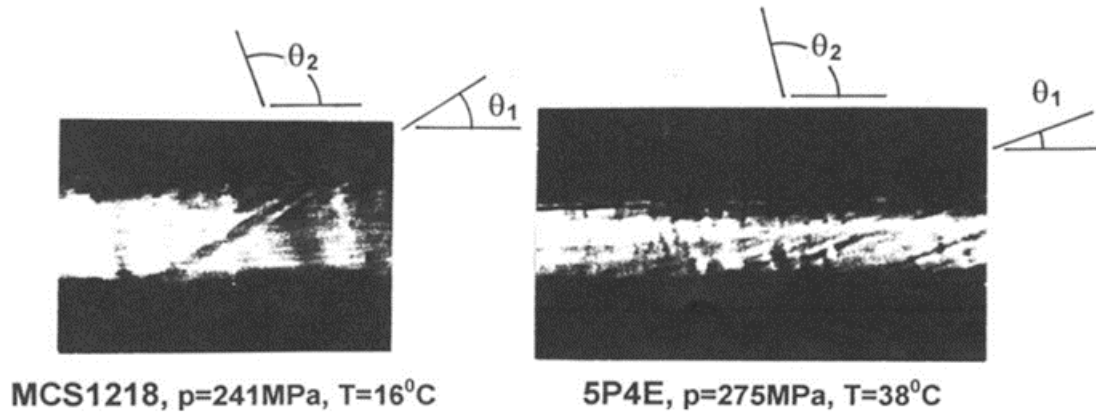 θ₂
θ₁
θ₂
θ₁
MCS1218, p=241MPa, T=16⁰C
5P4E, p=275MPa, T=38⁰C